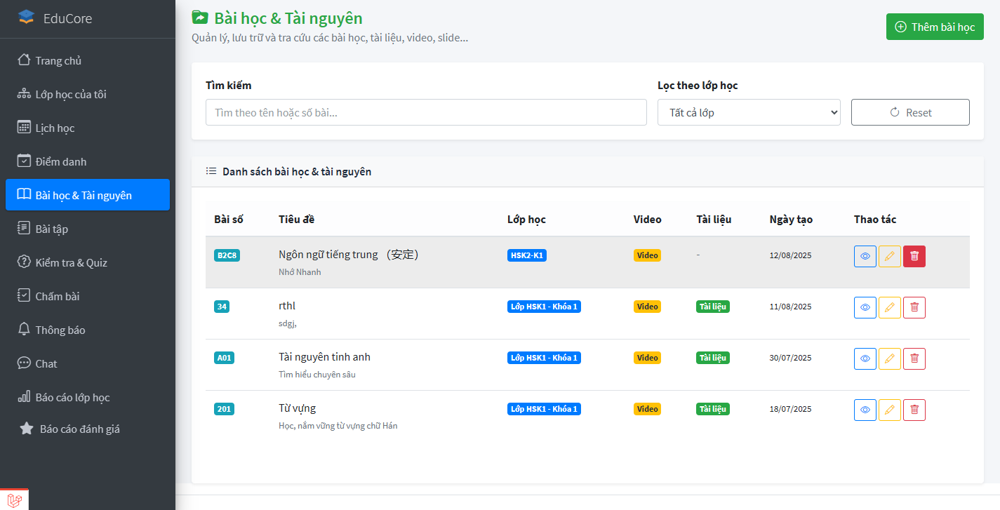 EduCore
Trang chủ
Lớp học của tôi
Lịch học
Điểm danh
Bài học & Tài nguyên
Bài tập
Kiểm tra & Quiz
Chấm bài
Thông báo
Chat
Báo cáo lớp học
Báo cáo đánh giá
Bài học & Tài nguyên
Quản lý, lưu trữ và tra cứu các bài học, tài liệu, video, slide...
Thêm bài học
Tìm kiếm
Tìm theo tên hoặc số bài...
Lọc theo lớp học
Tất cả lớp
Reset
Danh sách bài học & tài nguyên
Bài số Tiêu đề Lớp học Video Tài liệu Ngày tạo Thao tác
B2C8 Ngôn ngữ tiếng trung （安定） HSK2-K1 Video - 12/08/2025
Nhớ Nhanh
34 rthl Lớp HSK1 - Khóa 1 Video Tài liệu 11/08/2025
sdgj,
A01 Tài nguyên tinh anh Lớp HSK1 - Khóa 1 Video Tài liệu 30/07/2025
Tìm hiểu chuyên sâu
201 Từ vựng Lớp HSK1 - Khóa 1 Video Tài liệu 18/07/2025
Học, nắm vững từ vựng chữ Hán